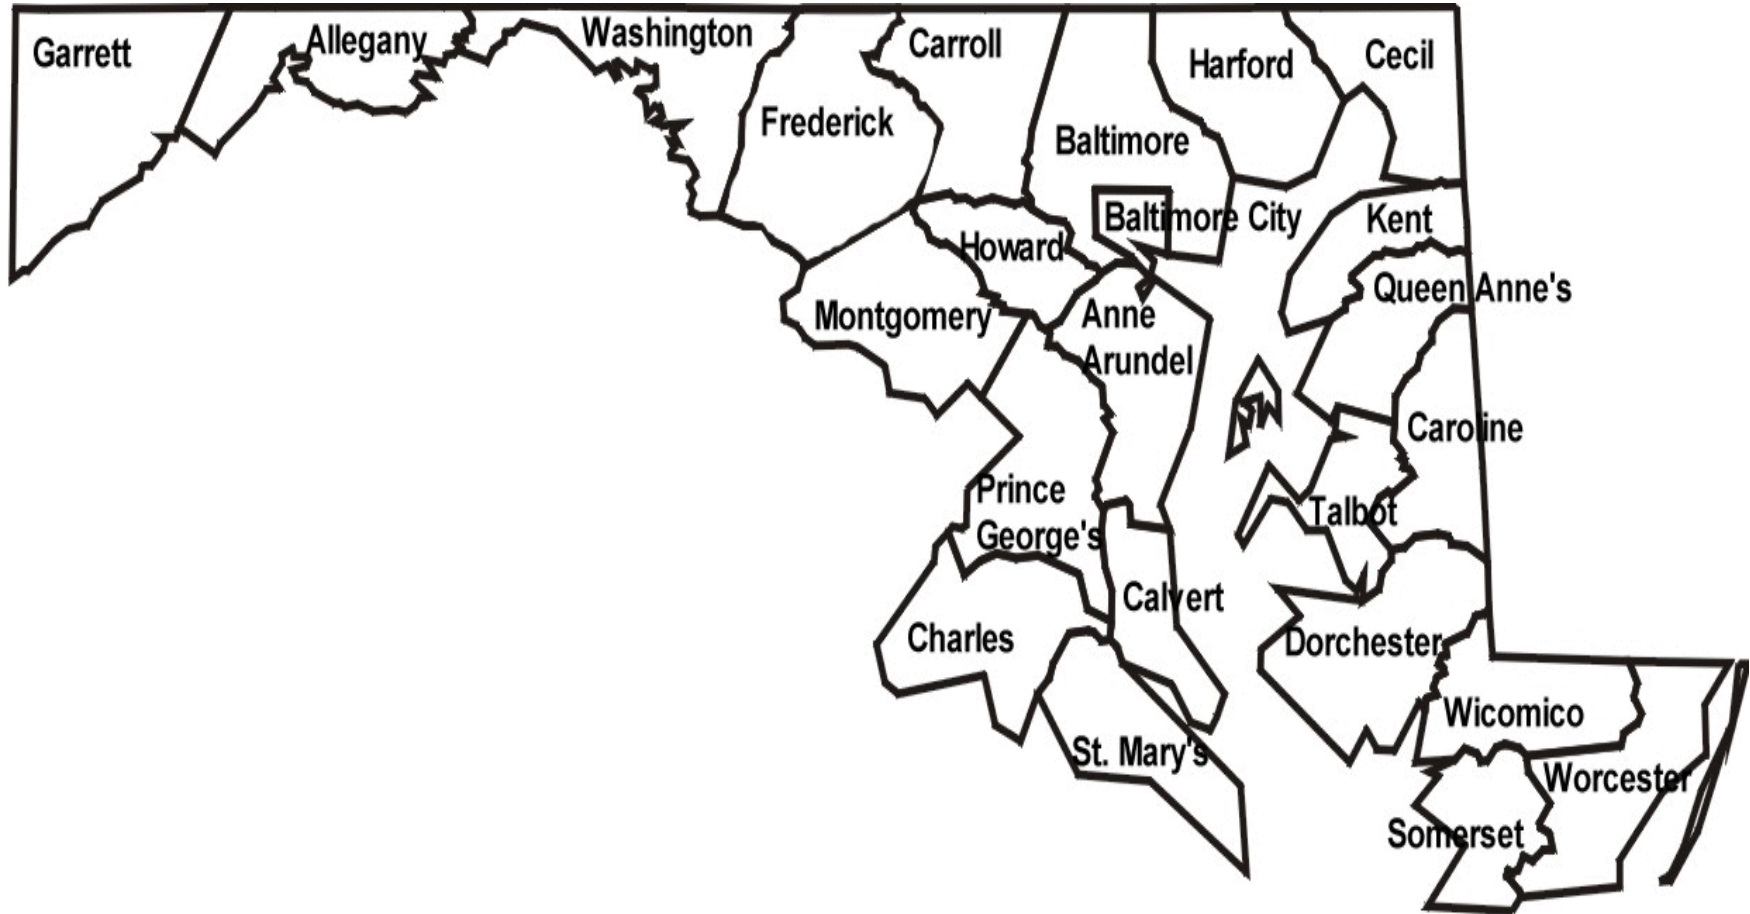 Garrett
Allegany
Washington
Frederick
Carroll
Baltimore
Harford
Cecil
Baltimore City
Kent
Howard
Queen Anne's
Montgomery
Anne
Arundel
Caroline
Prince
George's
Talbot
Calvert
Charles
Dorchester
St. Mary's
Wicomico
Worcester
Somerset